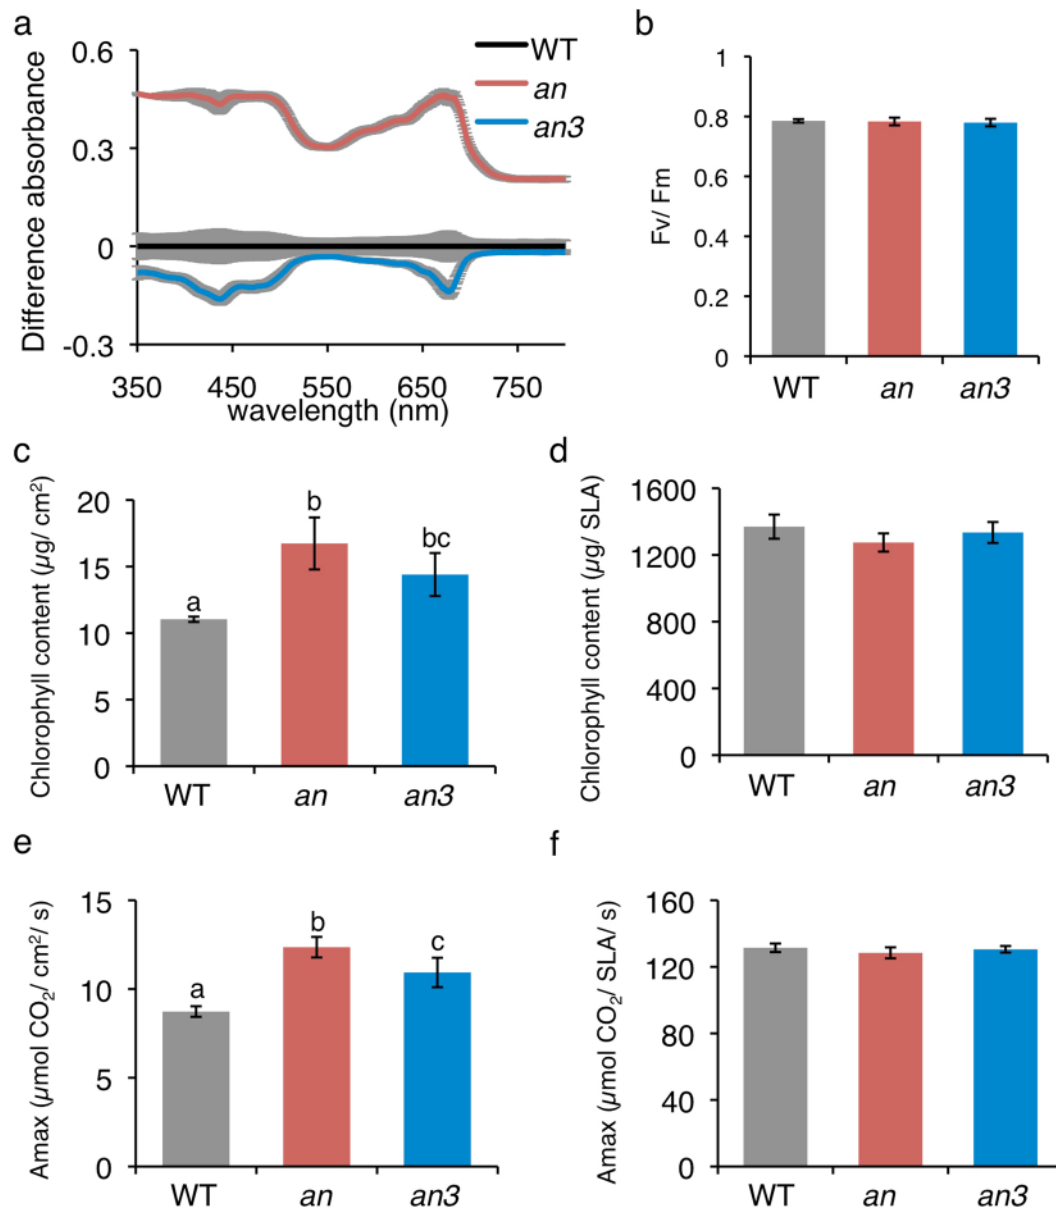 a
Difference absorbance
0.6
0.3
0
-0.3
350
450
550
650
750
wavelength (nm)
WT
an
an3
b
Fv/ Fm
1
0.8
0.6
0.4
0.2
0
WT
an
an3
c
Chlorophyll content (µg/ cm²)
20
15
10
5
0
a
b
bc
WT
an
an3
d
Chlorophyll content (µg/ SLA)
1600
1200
800
400
0
WT
an
an3
e
Amax (µmol CO₂/ cm²/ s)
15
10
5
0
a
b
c
WT
an
an3
f
Amax (µmol CO₂/ SLA/ s)
160
120
80
40
0
WT
an
an3